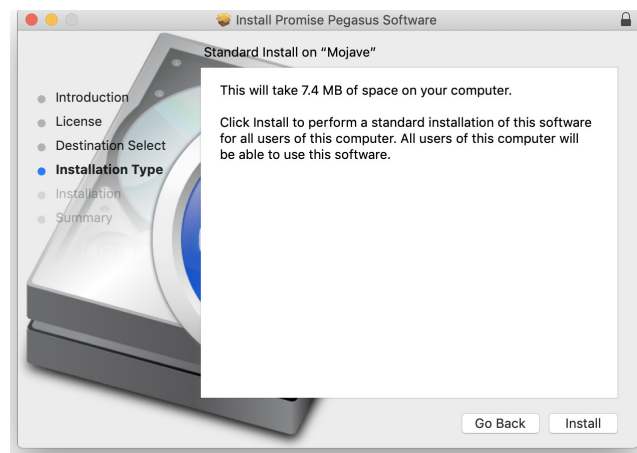 Install Promise Pegasus Software
Standard Install on “Mojave”
Introduction
License
Destination Select
Installation Type
Installation
Summary
This will take 7.4 MB of space on your computer.
Click Install to perform a standard installation of this software
for all users of this computer. All users of this computer will
be able to use this software.
Go Back
Install